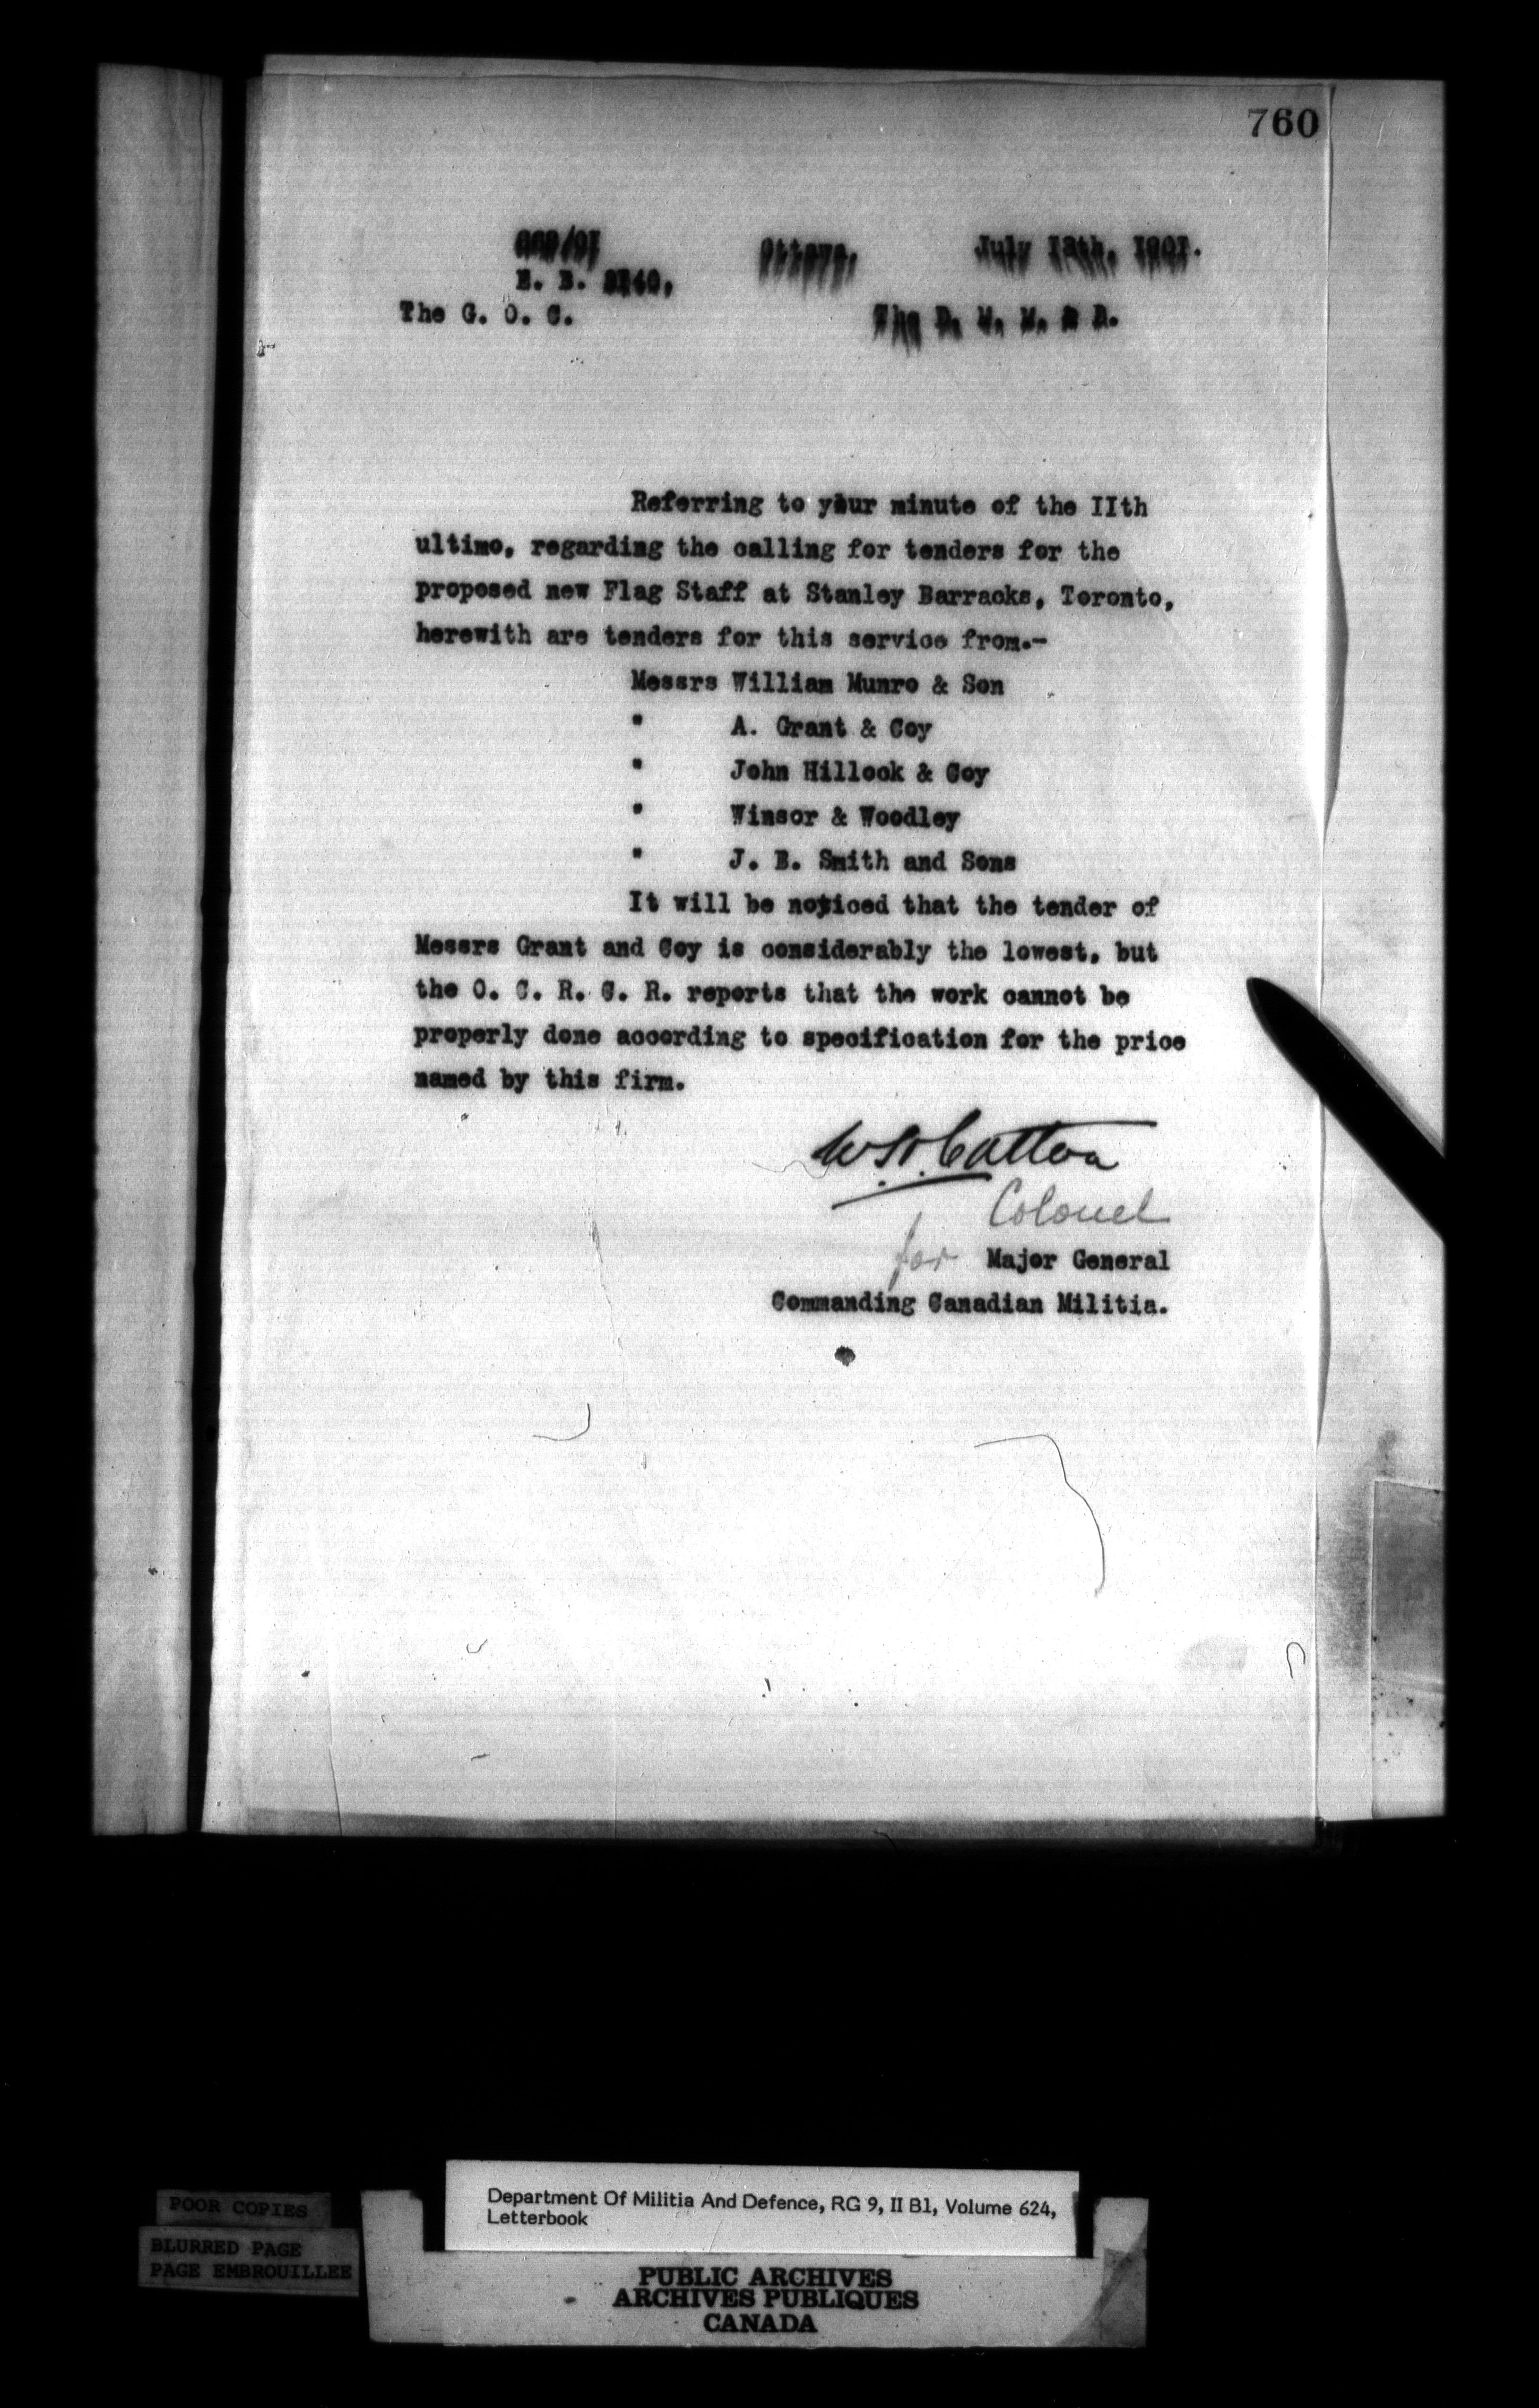 760
Ottawa, July 13th, 1901.
The G. O. C.
The D. M. M. & D.
Referring to your minute of the IIth
ultimo, regarding the calling for tenders for the
proposed new Flag Staff at Stanley Barracks, Toronto,
herewith are tenders for this service from.-
Messrs William Munro & Son
" A. Grant & Coy
" John Hillock & Coy
" Winsor & Woodley
" J. B. Smith and Sons
It will be noticed that the tender of
Messrs Grant and Coy is considerably the lowest, but
the O. C. R. C. R. reports that the work cannot be
properly done according to specification for the price
named by this firm.
Colonel
for Major General
Commanding Canadian Militia.
POOR COPIES
BLURRED PAGE
PAGE EMBROUILLEE
Department Of Militia And Defence, RG 9, II B1, Volume 624,
Letterbook
PUBLIC ARCHIVES
ARCHIVES PUBLIQUES
CANADA